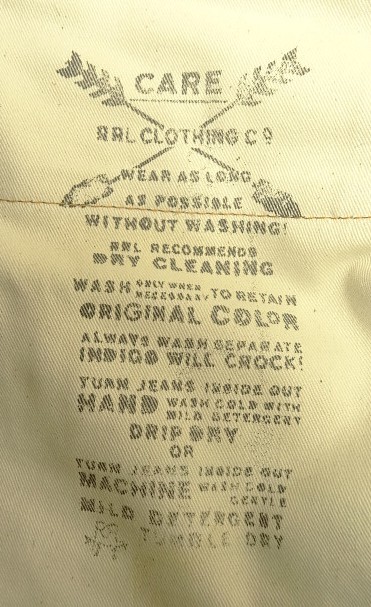 CARE
RRL CLOTHING CO
WEAR AS LONG
AS POSSIBLE
WITHOUT WASHING!
RRL RECOMMENDS
DRY CLEANING
WASH ONLY WHEN NECESSARY TO RETAIN
ORIGINAL COLOR
ALWAYS WASH SEPARATE
INDIGO WILL CROCK!
TURN JEANS INSIDE OUT
HAND WASH COLD WITH MILD DETERGENT
DRIP DRY
OR
TURN JEANS INSIDE OUT
MACHINE WASH COLD GENTLE
MILD DETERGENT
TUMBLE DRY